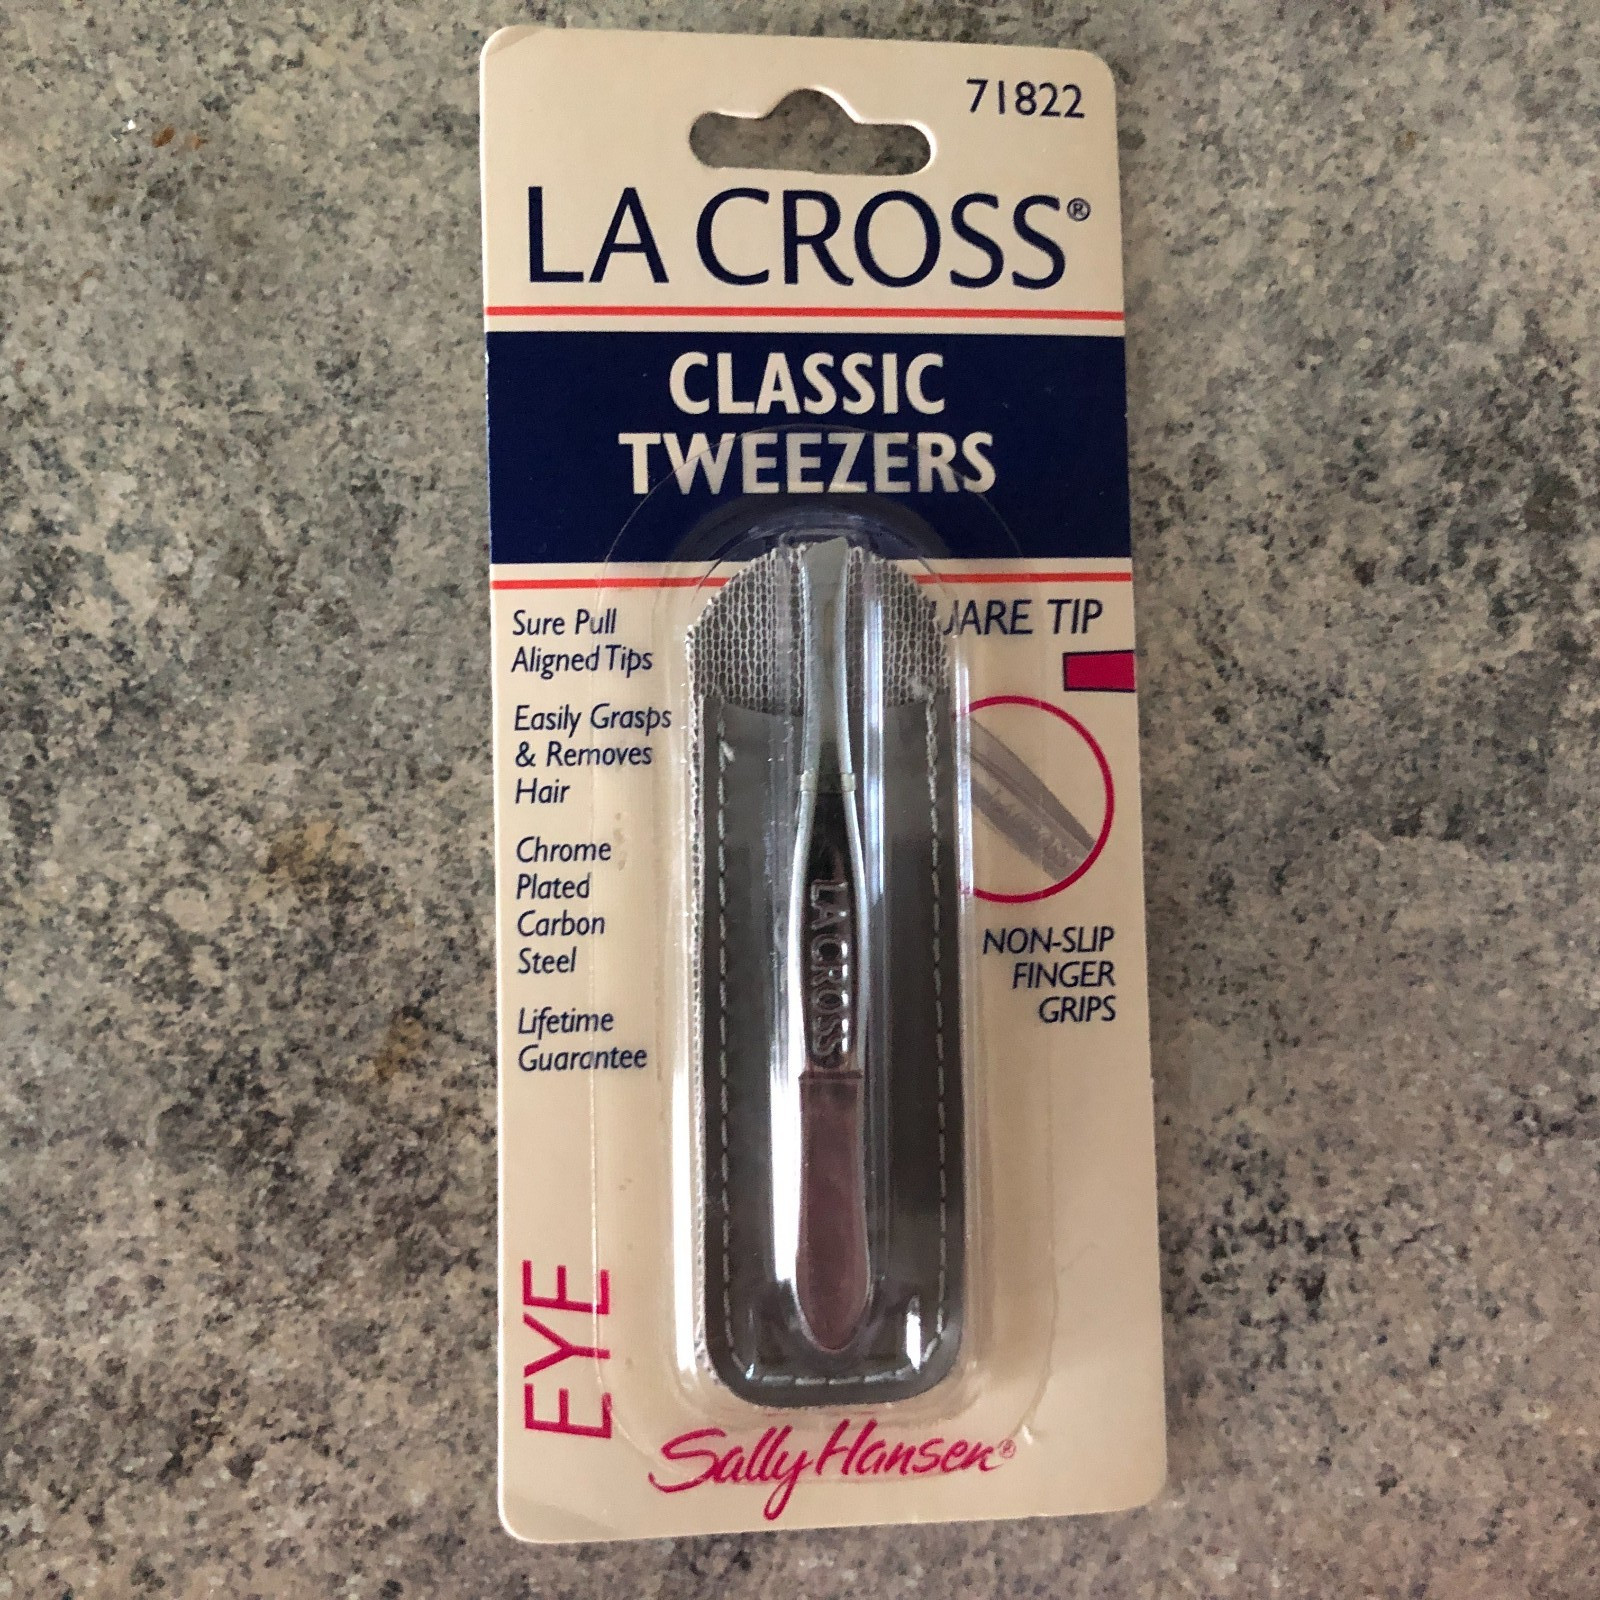 71822
LA CROSS®
CLASSIC
TWEEZERS
Sure Pull
Aligned Tips
Easily Grasps
& Removes
Hair
Chrome
Plated
Carbon
Steel
Lifetime
Guarantee
UARE TIP
NON-SLIP
FINGER
GRIPS
LA CROSS
EYE
Sally Hansen®